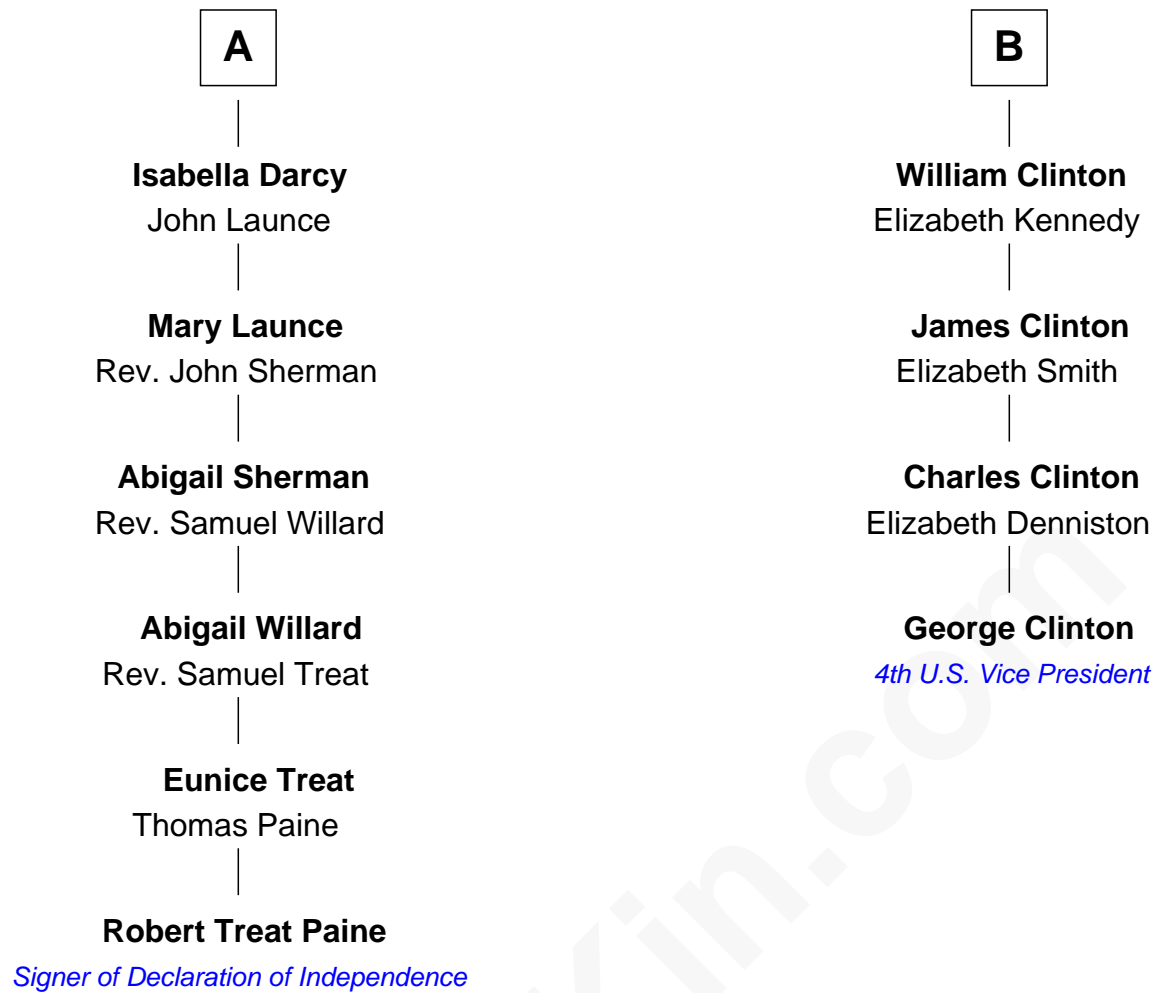 A
Isabella Darcy
John Launce
Mary Launce
Rev. John Sherman
Abigail Sherman
Rev. Samuel Willard
Abigail Willard
Rev. Samuel Treat
Eunice Treat
Thomas Paine
Robert Treat Paine
Signer of Declaration of Independence
B
William Clinton
Elizabeth Kennedy
James Clinton
Elizabeth Smith
Charles Clinton
Elizabeth Denniston
George Clinton
4th U.S. Vice President
Kin.com